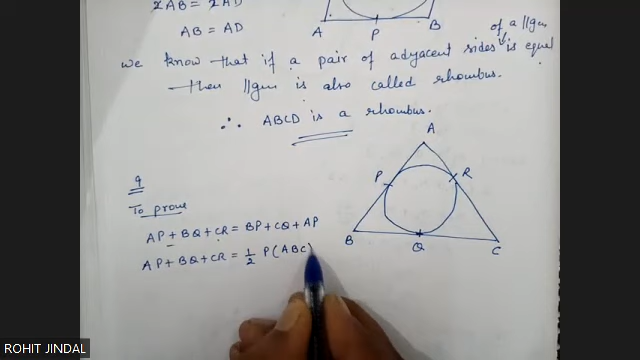 2AB = 2AD
AB = AD
A P B
of a ||gm
we know that if a pair of adjacent sides is equal
then ||gm is also called rhombus.
∴ ABCD is a rhombus.
A
P R
B Q C
9
To prove
AP + BQ + CR = BP + CQ + AP
AP + BQ + CR = 1/2 P(ABC)
ROHIT JINDAL